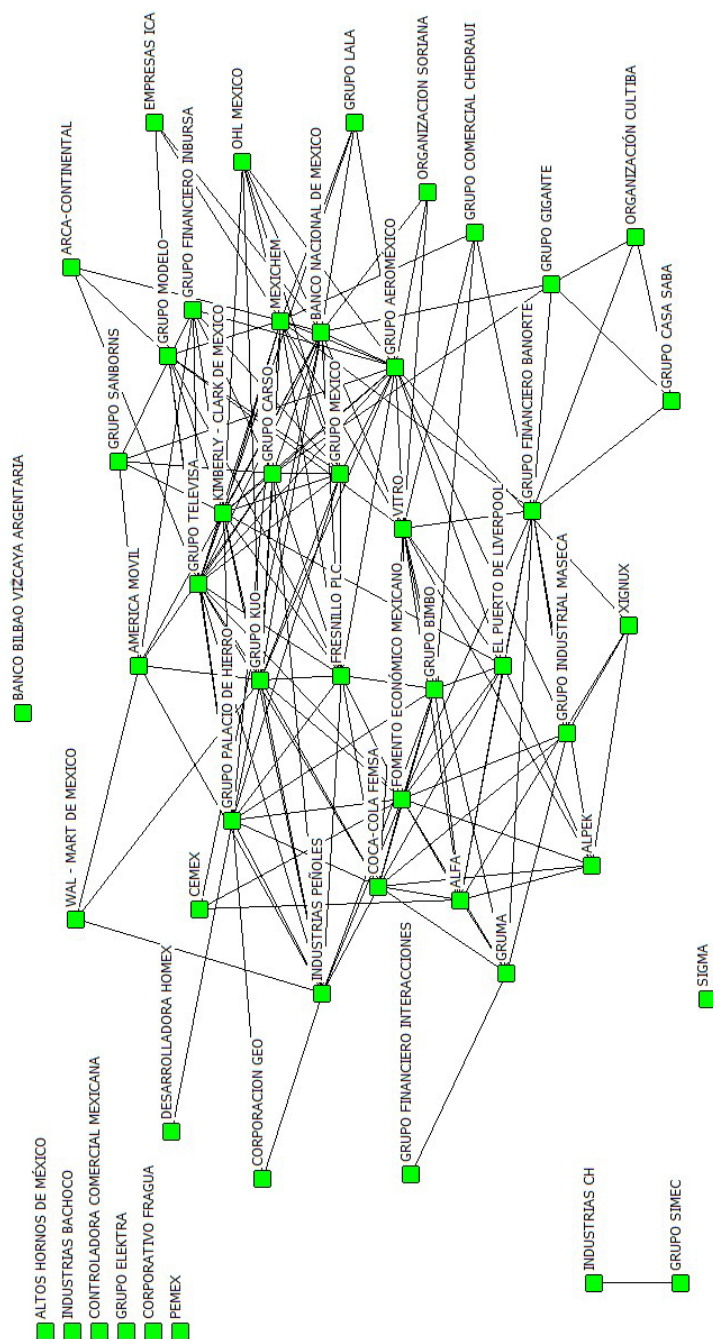 EMPRESAS ICA
ARCA-CONTINENTAL
GRUPO FINANCIERO INBURSA
OHL MEXICO
GRUPO LALA
GRUPO MODELO
ORGANIZACION SORIANA
MEXICHEM
BANCO NACIONAL DE MEXICO
GRUPO COMERCIAL CHEDRAUI
GRUPO SANBORNS
KIMBERLY - CLARK DE MEXICO
GRUPO AEROMÉXICO
GRUPO GIGANTE
ORGANIZACIÓN CULTIBA
GRUPO CARSO
GRUPO MEXICO
GRUPO CASA SABA
BANCO BILBAO VIZCAYA ARGENTARIA
GRUPO TELEVISA
VITRO
GRUPO FINANCIERO BANORTE
AMERICA MOVIL
GRUPO KUO
FRESNILLO PLC
EL PUERTO DE LIVERPOOL
GRUPO BIMBO
GRUPO INDUSTRIAL MASECA
XIGNUX
GRUPO PALACIO DE HIERRO
FOMENTO ECONÓMICO MEXICANO
WAL - MART DE MEXICO
CEMEX
COCA-COLA FEMSA
ALFA
ALPEK
INDUSTRIAS PEÑOLES
GRUMA
SIGMA
DESARROLLADORA HOMEX
CORPORACION GEO
GRUPO FINANCIERO INTERACCIONES
ALTOS HORNOS DE MÉXICO
INDUSTRIAS BACHOCO
CONTROLADORA COMERCIAL MEXICANA
GRUPO ELEKTRA
CORPORATIVO FRAGUA
PEMEX
INDUSTRIAS CH
GRUPO SIMEC